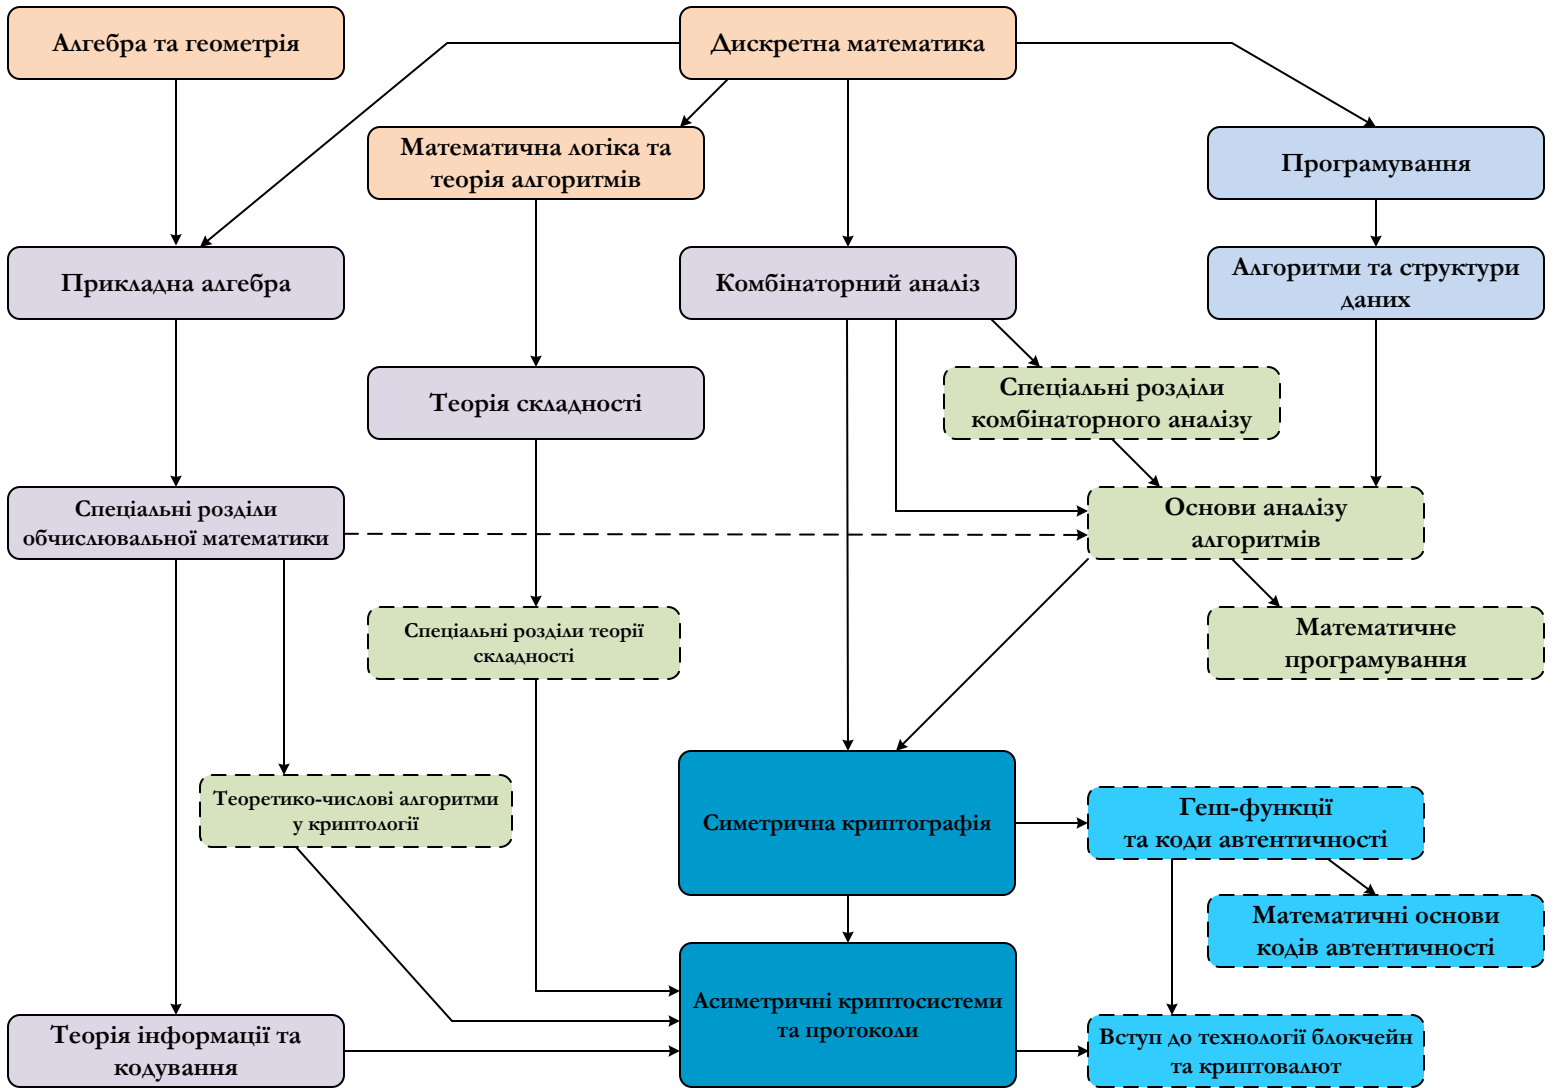 Алгебра та геометрія
Дискретна математика
Математична логіка та
теорія алгоритмів
Програмування
Прикладна алгебра
Комбінаторний аналіз
Алгоритми та структури
даних
Теорія складності
Спеціальні розділи
комбінаторного аналізу
Спеціальні розділи
обчислювальної математики
Основи аналізу
алгоритмів
Спеціальні розділи теорії
складності
Математичне
програмування
Теоретико-числові алгоритми
у криптології
Симетрична криптографія
Геш-функції
та коди автентичності
Математичні основи
кодів автентичності
Асиметричні криптосистеми
та протоколи
Теорія інформації та
кодування
Вступ до технології блокчейн
та криптовалют